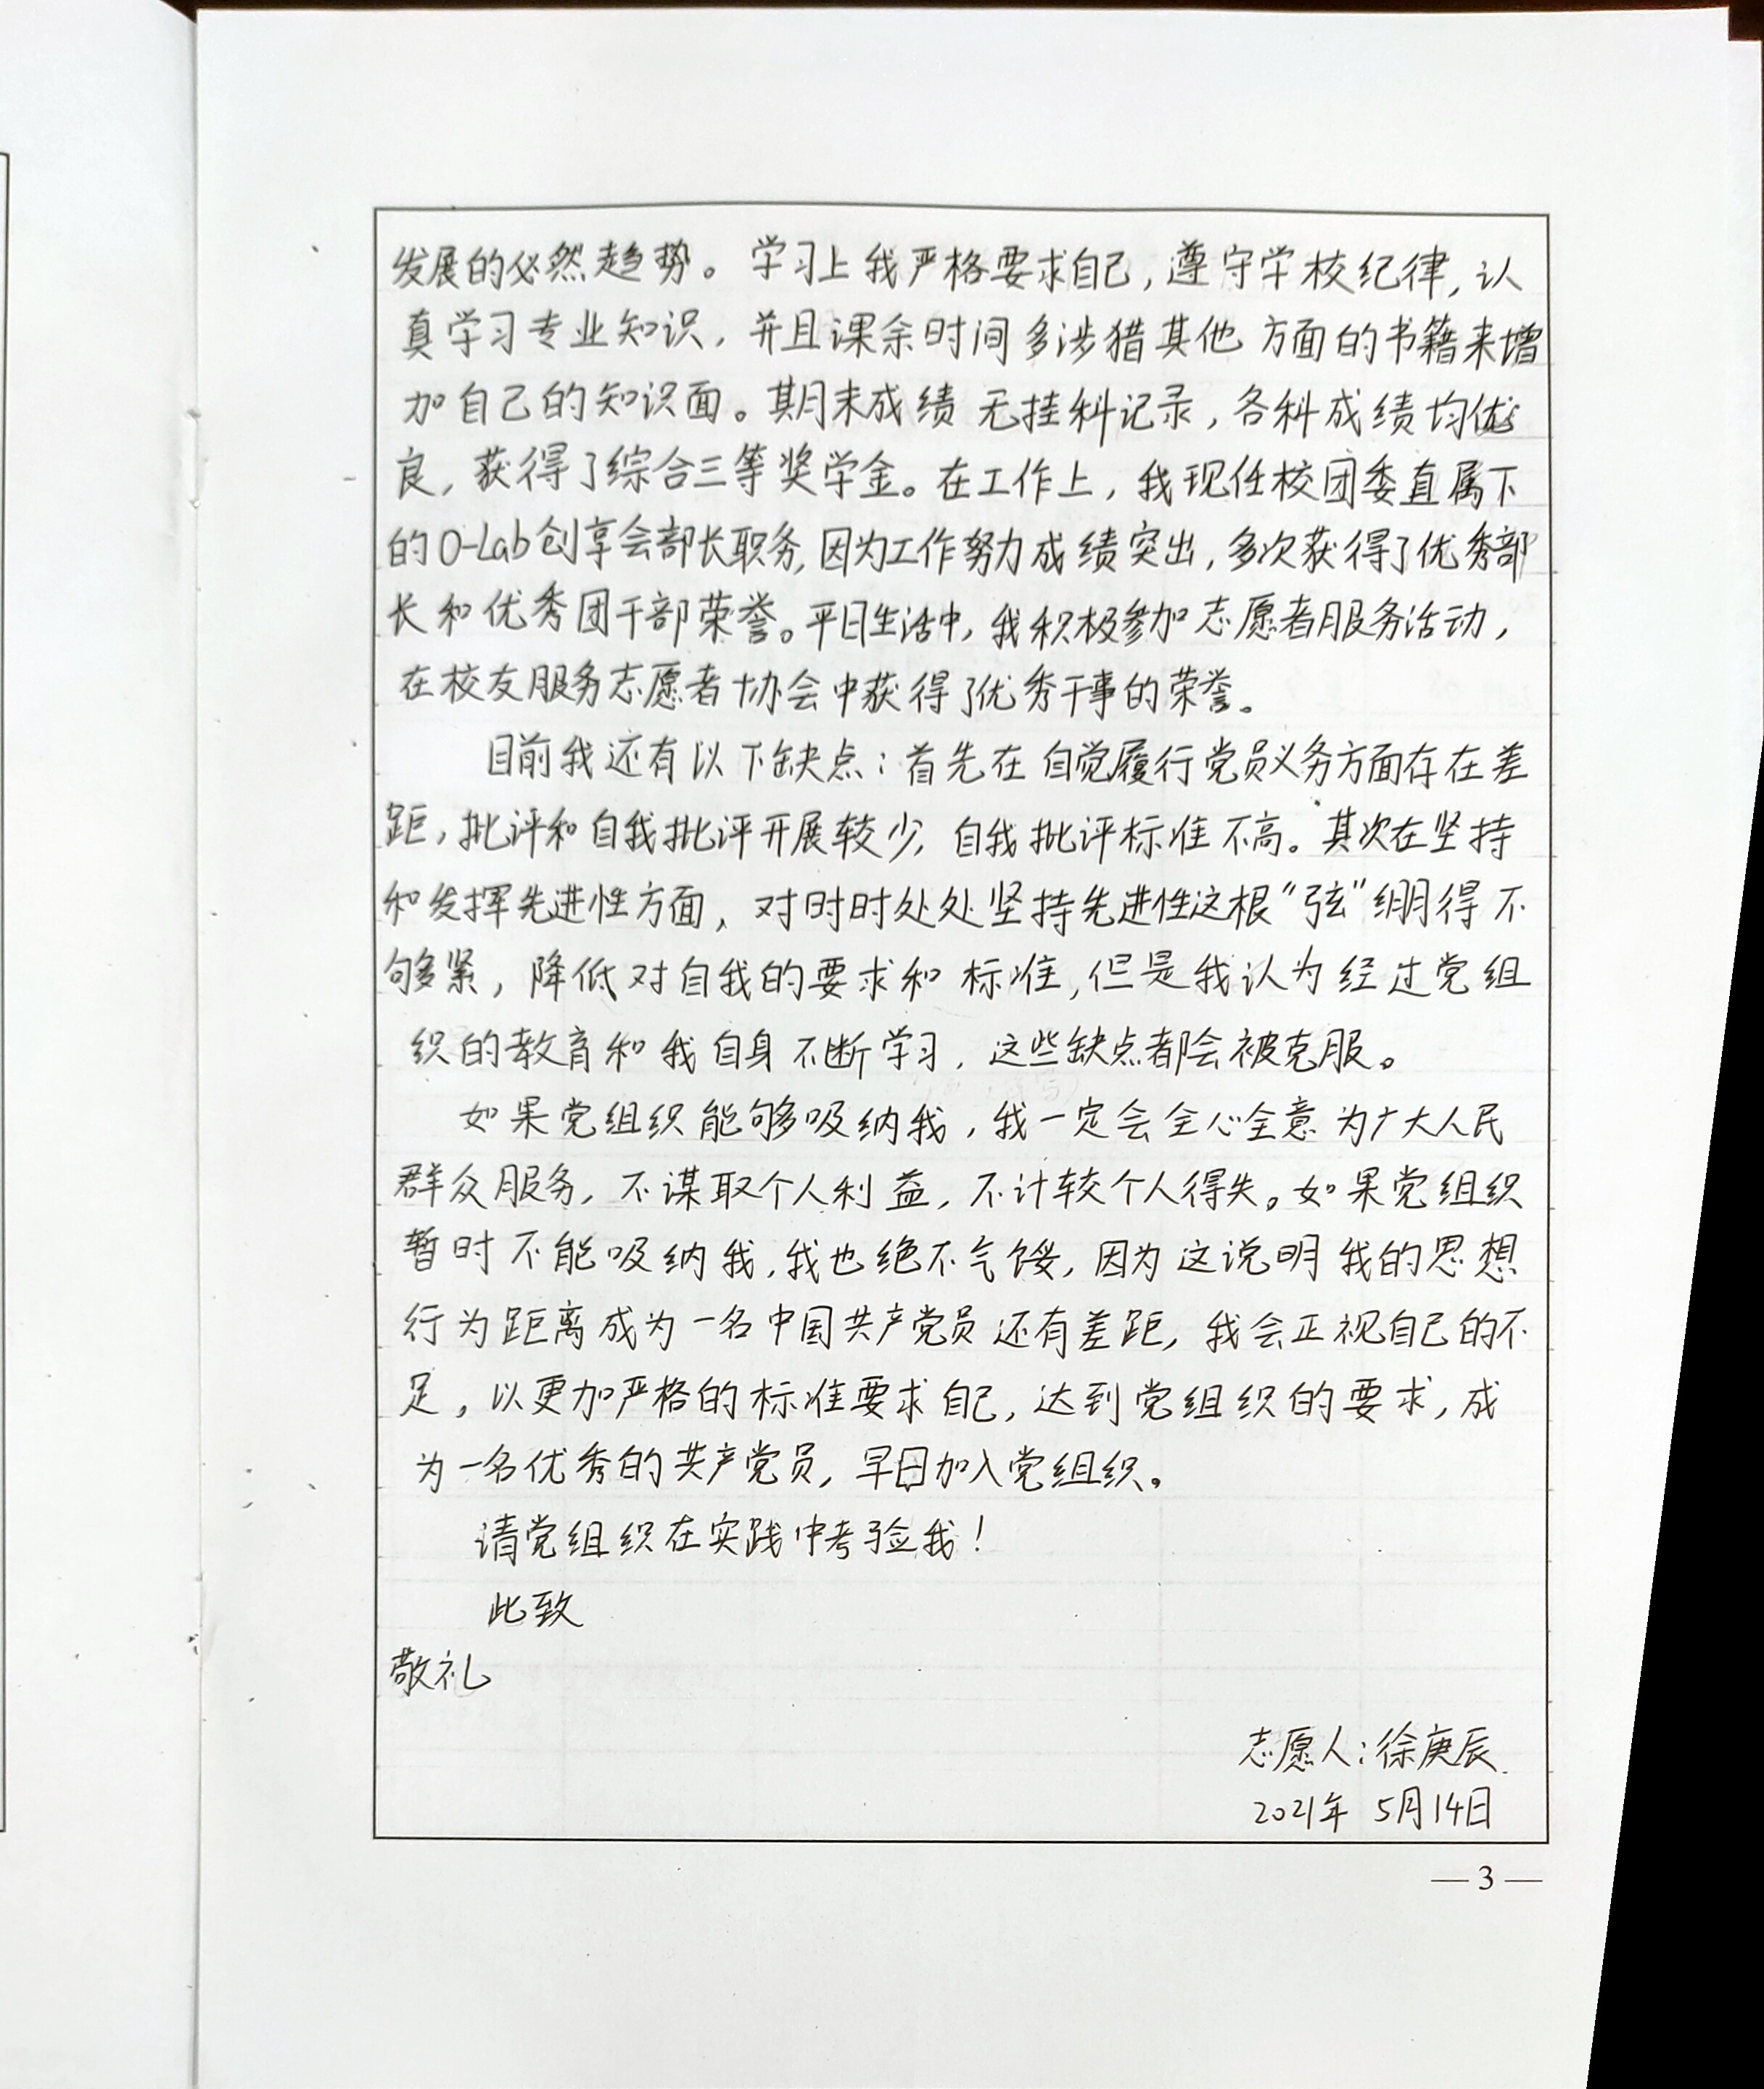 发展的必然趋势。学习上我严格要求自己,遵守学校纪律,认
真学习专业知识,并且课余时间多涉猎其他方面的书籍来增
加自己的知识面。期末成绩无挂科记录,各科成绩均优
良,获得了综合三等奖学金。在工作上,我现任校团委直属下
的O-Lab创享会部长职务,因为工作努力成绩突出,多次获得了优秀部
长和优秀团干部荣誉。平日生活中,我积极参加志愿者服务活动,
在校友服务志愿者协会中获得了优秀干事的荣誉。
目前我还有以下缺点:首先在自觉履行党员义务方面存在差
距,批评和自我批评开展较少,自我批评标准不高。其次在坚持
和发挥先进性方面,对时时处处坚持先进性这根“弦”绷得不
够紧,降低对自我的要求和标准,但是我认为经过党组
织的教育和我自身不断学习,这些缺点都会被克服。
如果党组织能够吸纳我,我一定会全心全意为广大人民
群众服务,不谋取个人利益,不计较个人得失。如果党组织
暂时不能吸纳我,我也绝不气馁,因为这说明我的思想
行为距离成为一名中国共产党员还有差距,我会正视自己的不
足,以更加严格的标准要求自己,达到党组织的要求,成
为一名优秀的共产党员,早日加入党组织。
请党组织在实践中考验我!
此致
敬礼
志愿人:徐庚辰
2021年 5月14日
— 3 —